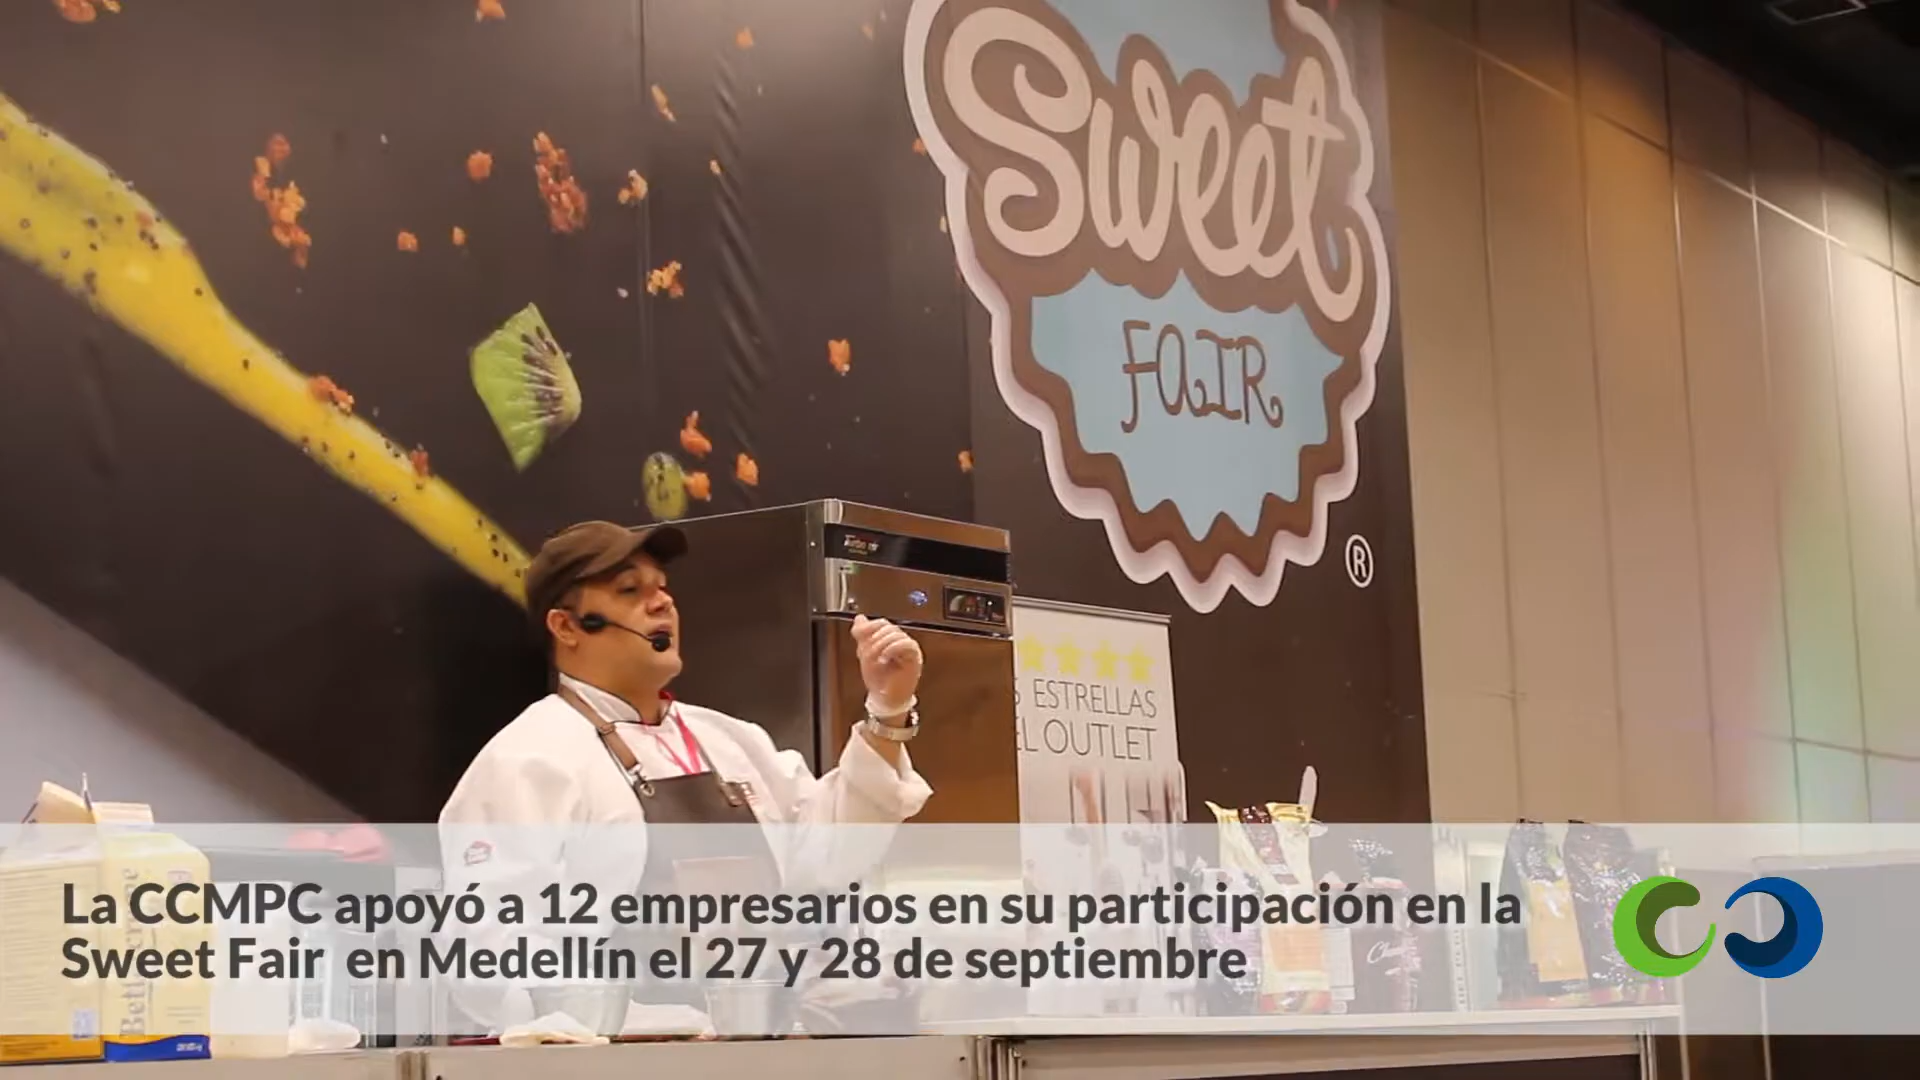 Sweet
FAIR
®
ESTRELLAS
EL OUTLET
La CCMPC apoyó a 12 empresarios en su participación en la
Sweet Fair en Medellín el 27 y 28 de septiembre